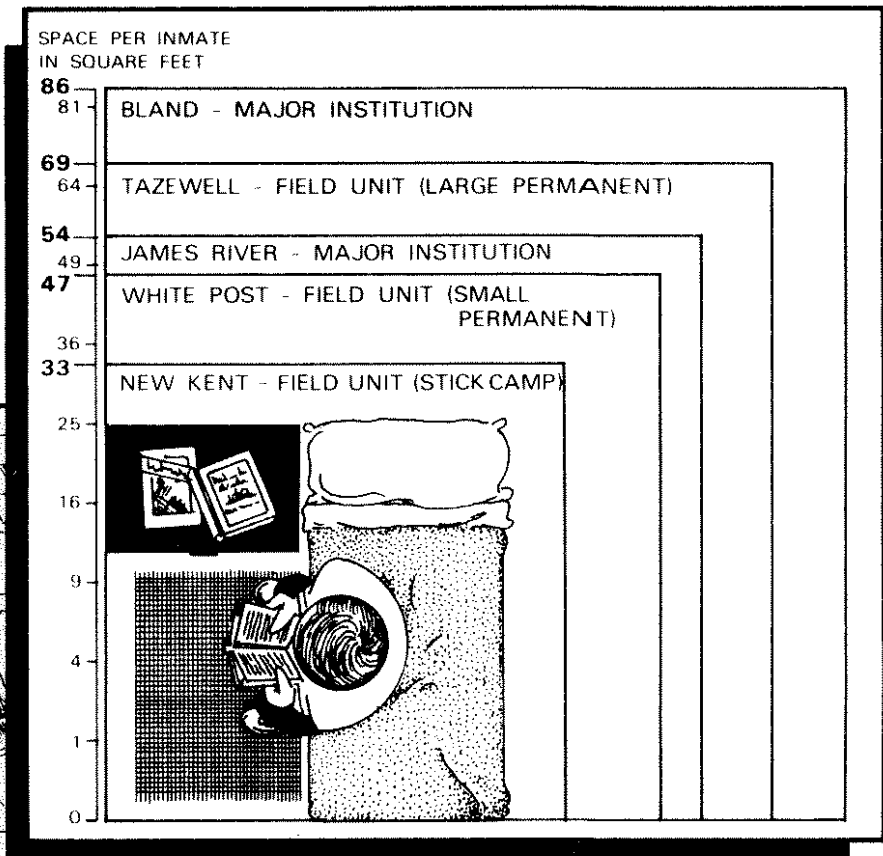 SPACE PER INMATE
IN SQUARE FEET
86
81
BLAND - MAJOR INSTITUTION
69
64
TAZEWELL - FIELD UNIT (LARGE PERMANENT)
54
49
JAMES RIVER - MAJOR INSTITUTION
47
WHITE POST - FIELD UNIT (SMALL
PERMANENT)
36
33
NEW KENT - FIELD UNIT (STICK CAMP)
25
16
9
4
1
0